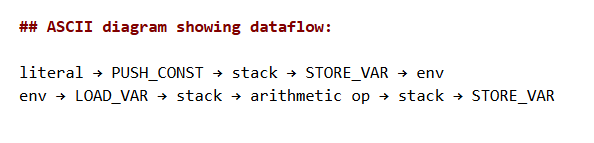 ## ASCII diagram showing dataflow:
literal → PUSH_CONST → stack → STORE_VAR → env
env → LOAD_VAR → stack → arithmetic op → stack → STORE_VAR